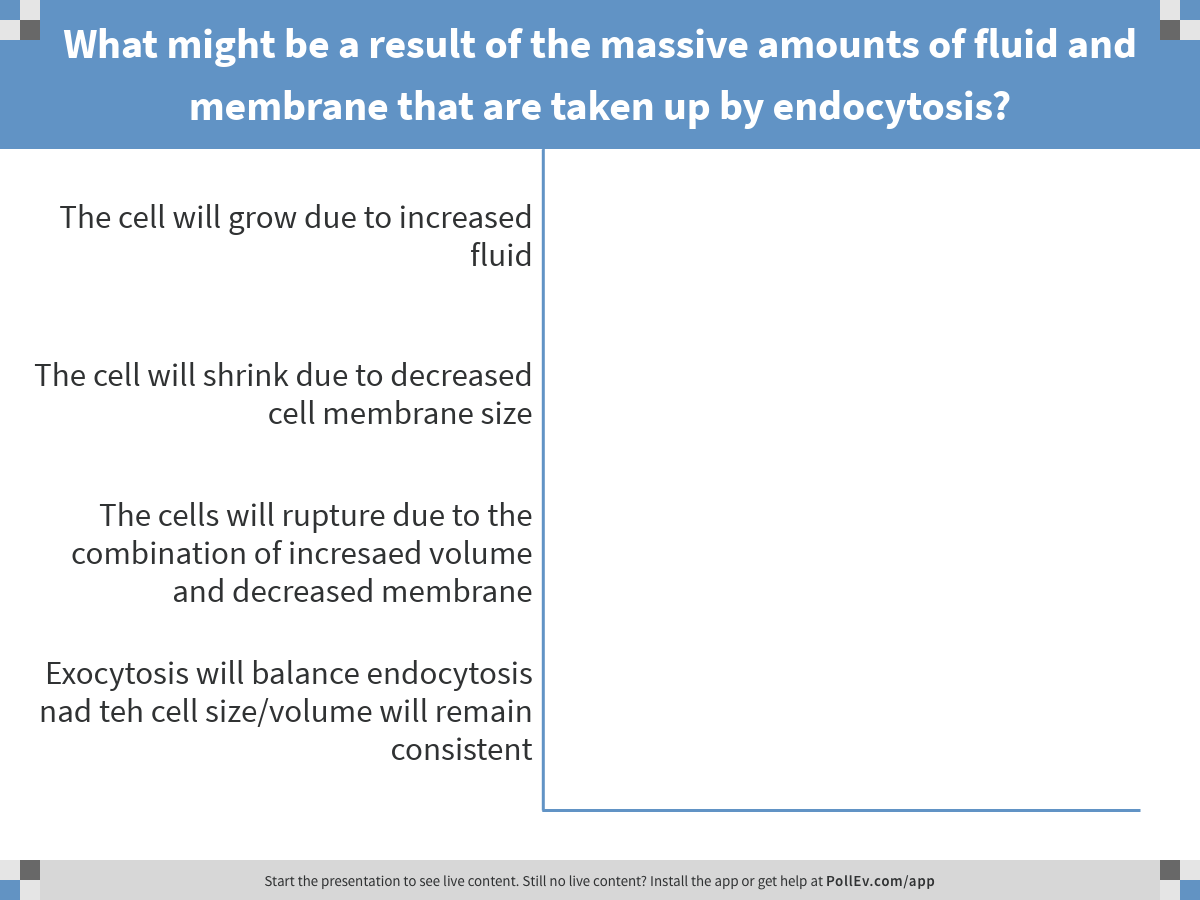 What might be a result of the massive amounts of fluid and
membrane that are taken up by endocytosis?
The cell will grow due to increased
fluid
The cell will shrink due to decreased
cell membrane size
The cells will rupture due to the
combination of incresaed volume
and decreased membrane
Exocytosis will balance endocytosis
nad teh cell size/volume will remain
consistent
Start the presentation to see live content. Still no live content? Install the app or get help at PollEv.com/app